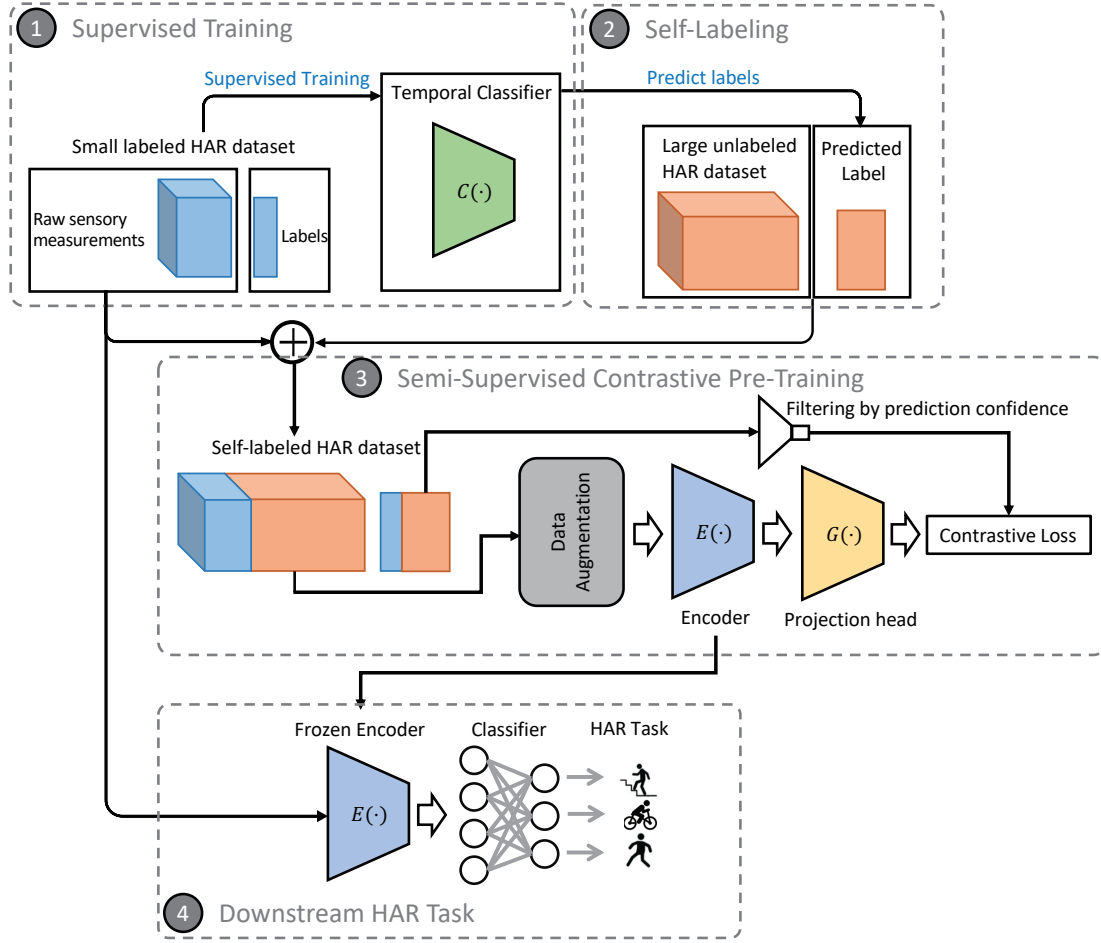 1 Supervised Training
Supervised Training
Temporal Classifier
C(·)
Small labeled HAR dataset
Raw sensory
measurements
Labels
2 Self-Labeling
Predict labels
Large unlabeled
HAR dataset
Predicted
Label
3 Semi-Supervised Contrastive Pre-Training
Filtering by prediction confidence
Self-labeled HAR dataset
Data
Augmentation
E(·)
G(·)
Contrastive Loss
Encoder
Projection head
Frozen Encoder
Classifier
HAR Task
E(·)
4 Downstream HAR Task